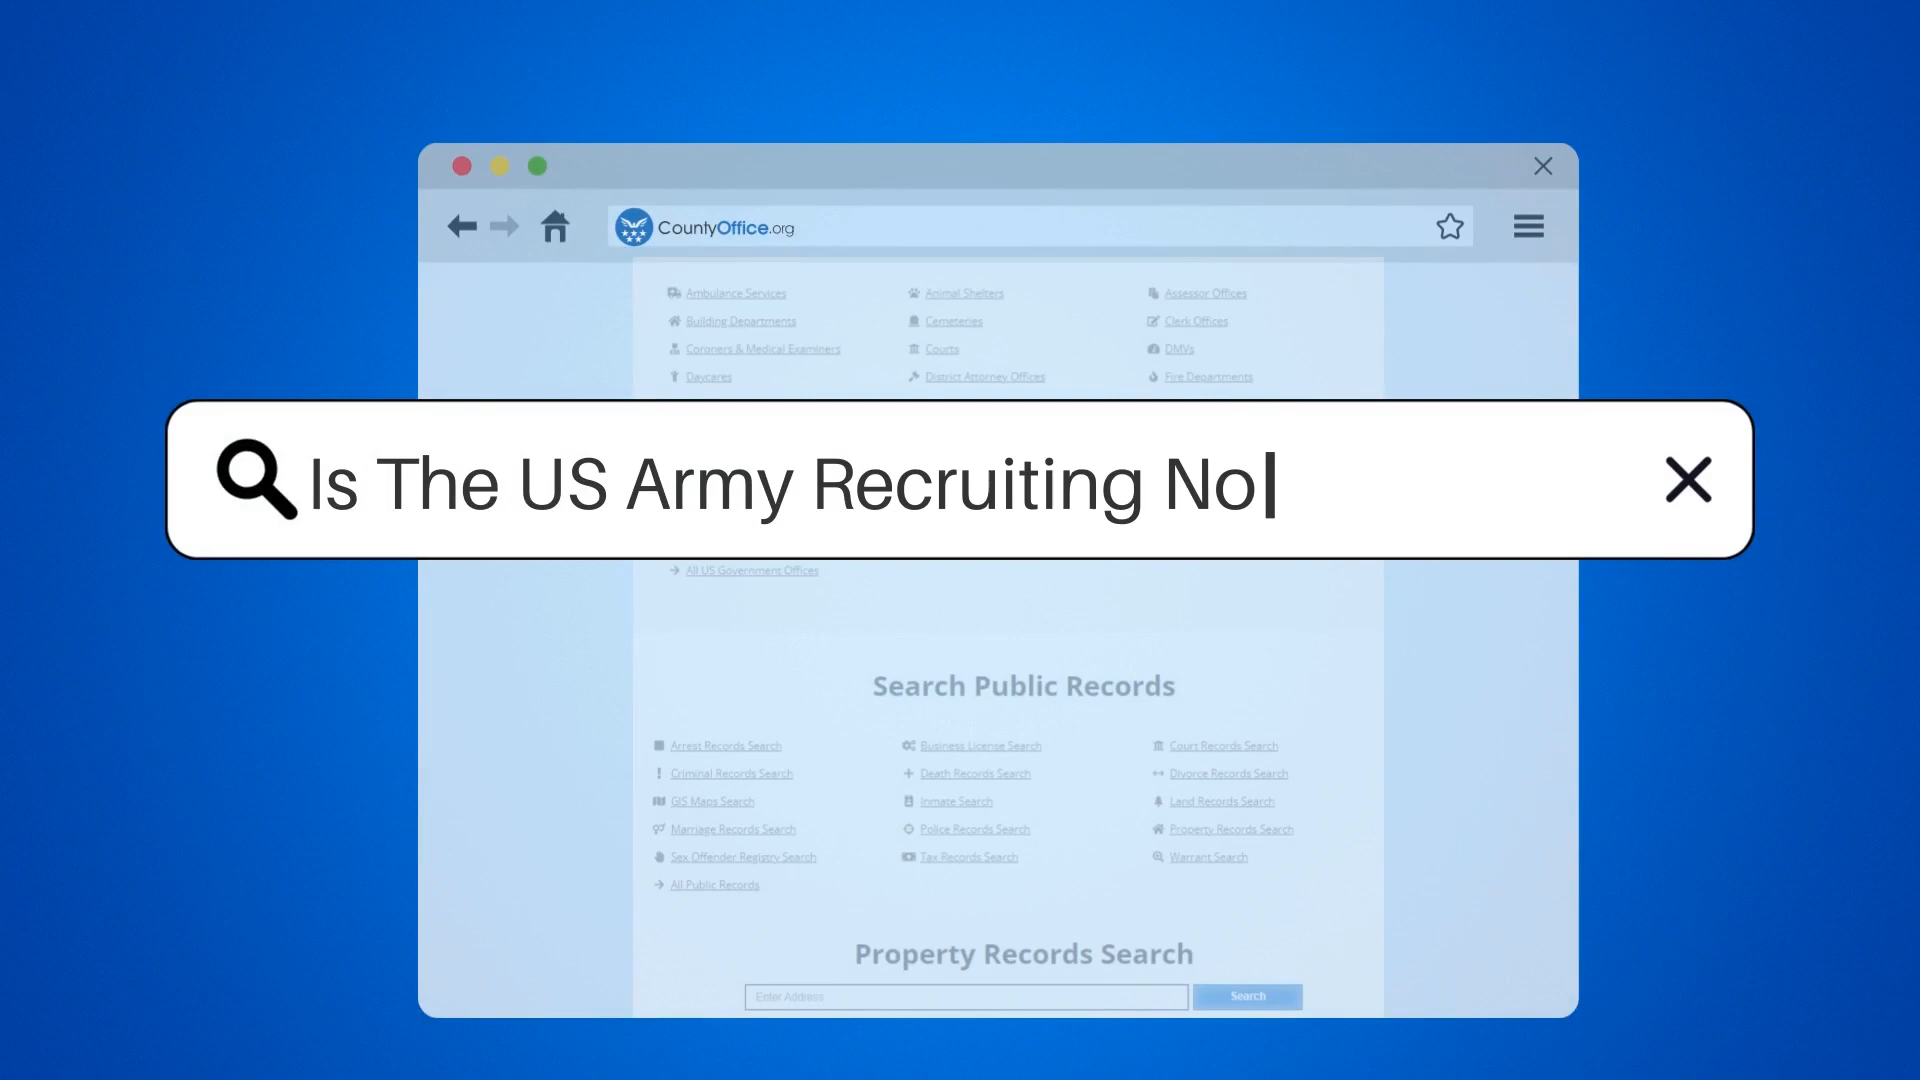 CountyOffice.org
Ambulance Services Animal Shelters Assessor Offices
Building Departments Cemeteries Clerk Offices
Coroners & Medical Examiners Courts DMVs
Daycares District Attorney Offices Fire Departments
Is The US Army Recruiting No
All US Government Offices
Search Public Records
Arrest Records Search Business License Search Court Records Search
Criminal Records Search Death Records Search Divorce Records Search
GIS Maps Search Inmate Search Land Records Search
Marriage Records Search Police Records Search Property Records Search
Sex Offender Registry Search Tax Records Search Warrant Search
All Public Records
Property Records Search
Enter Address Search